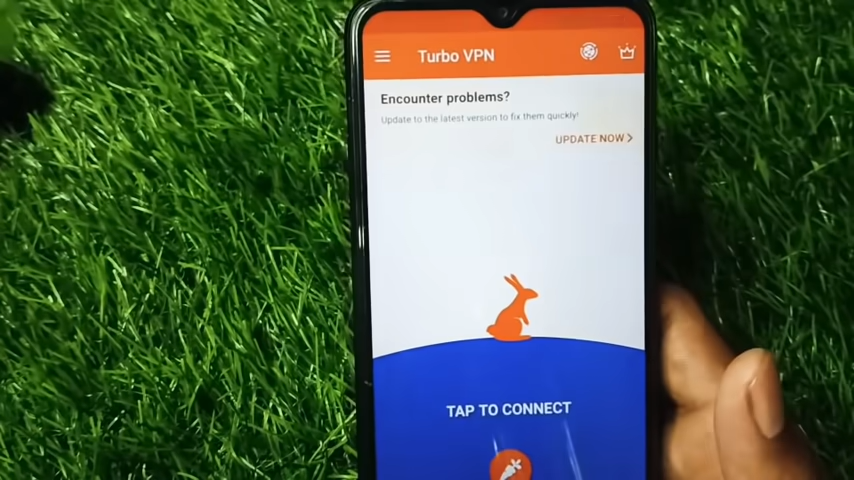 Turbo VPN
Encounter problems?
Update to the latest version to fix them quickly!
UPDATE NOW
TAP TO CONNECT